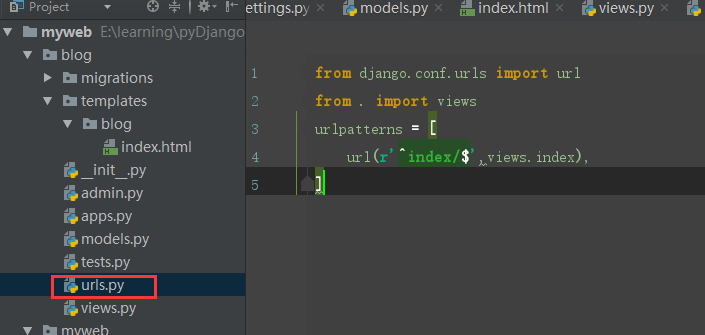 Project
ettings.py models.py index.html views.py
myweb E:\learning\pyDjango
blog
migrations
templates
blog
index.html
__init__.py
admin.py
apps.py
models.py
tests.py
urls.py
views.py
myweb
1 from django.conf.urls import url
2 from . import views
3 urlpatterns = [
4 url(r'^index/$',views.index),
5 ]